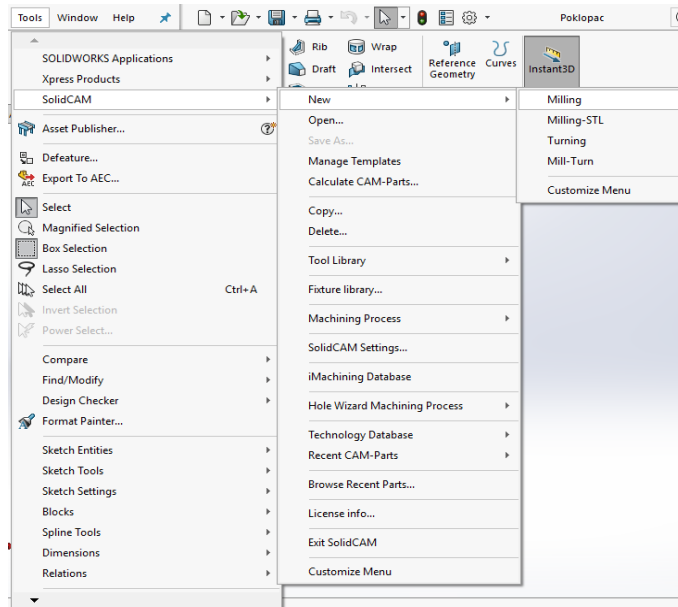 Tools Window Help Poklopac
Rib Wrap
Draft Intersect
Reference Geometry
Curves
Instant3D
SOLIDWORKS Applications
Xpress Products
SolidCAM
Asset Publisher...
Defeature...
Export To AEC...
AEC
Select
Magnified Selection
Box Selection
Lasso Selection
Select All Ctrl+A
Invert Selection
Power Select...
Compare
Find/Modify
Design Checker
Format Painter...
Sketch Entities
Sketch Tools
Sketch Settings
Blocks
Spline Tools
Dimensions
Relations
New
Open...
Save As...
Manage Templates
Calculate CAM-Parts...
Copy...
Delete...
Tool Library
Fixture library...
Machining Process
SolidCAM Settings...
iMachining Database
Hole Wizard Machining Process
Technology Database
Recent CAM-Parts
Browse Recent Parts...
License info...
Exit SolidCAM
Customize Menu
Milling
Milling-STL
Turning
Mill-Turn
Customize Menu